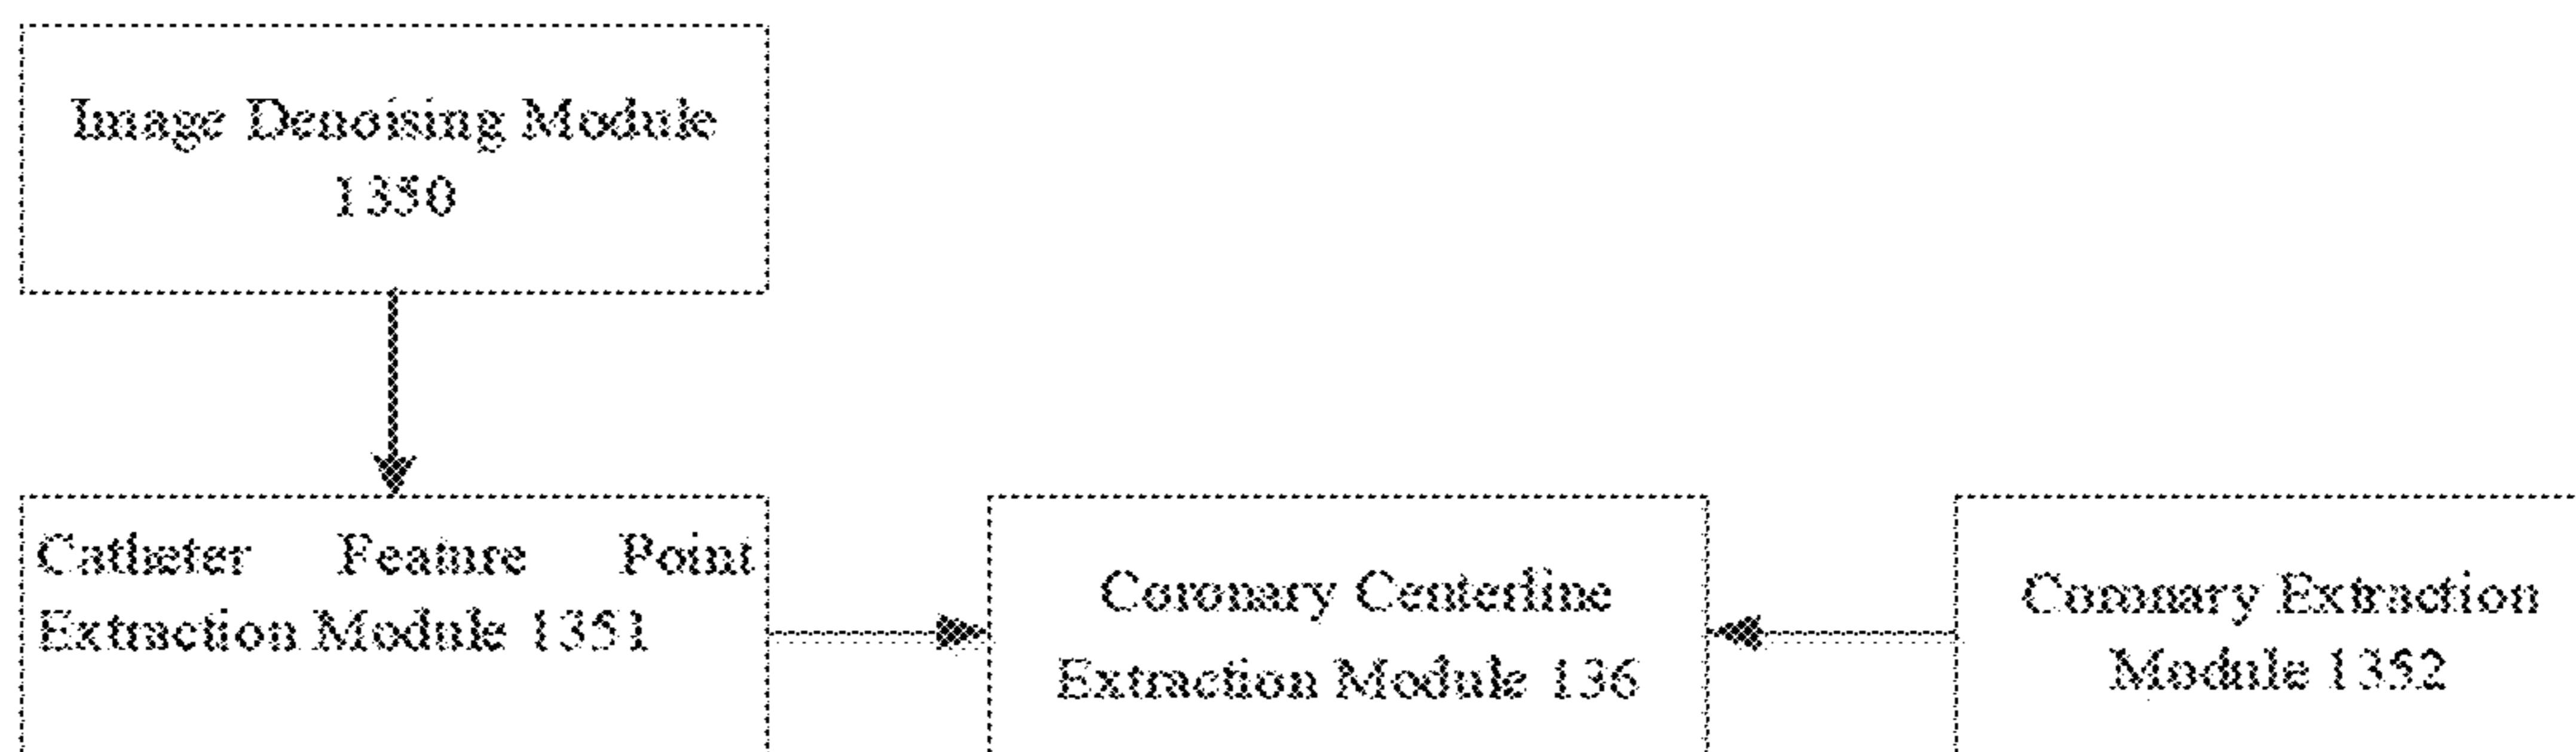 Image Denoising Module
1350
Catheter Feature Point
Extraction Module 1351
Coronary Centerline
Extraction Module 136
Coronary Extraction
Module 1352